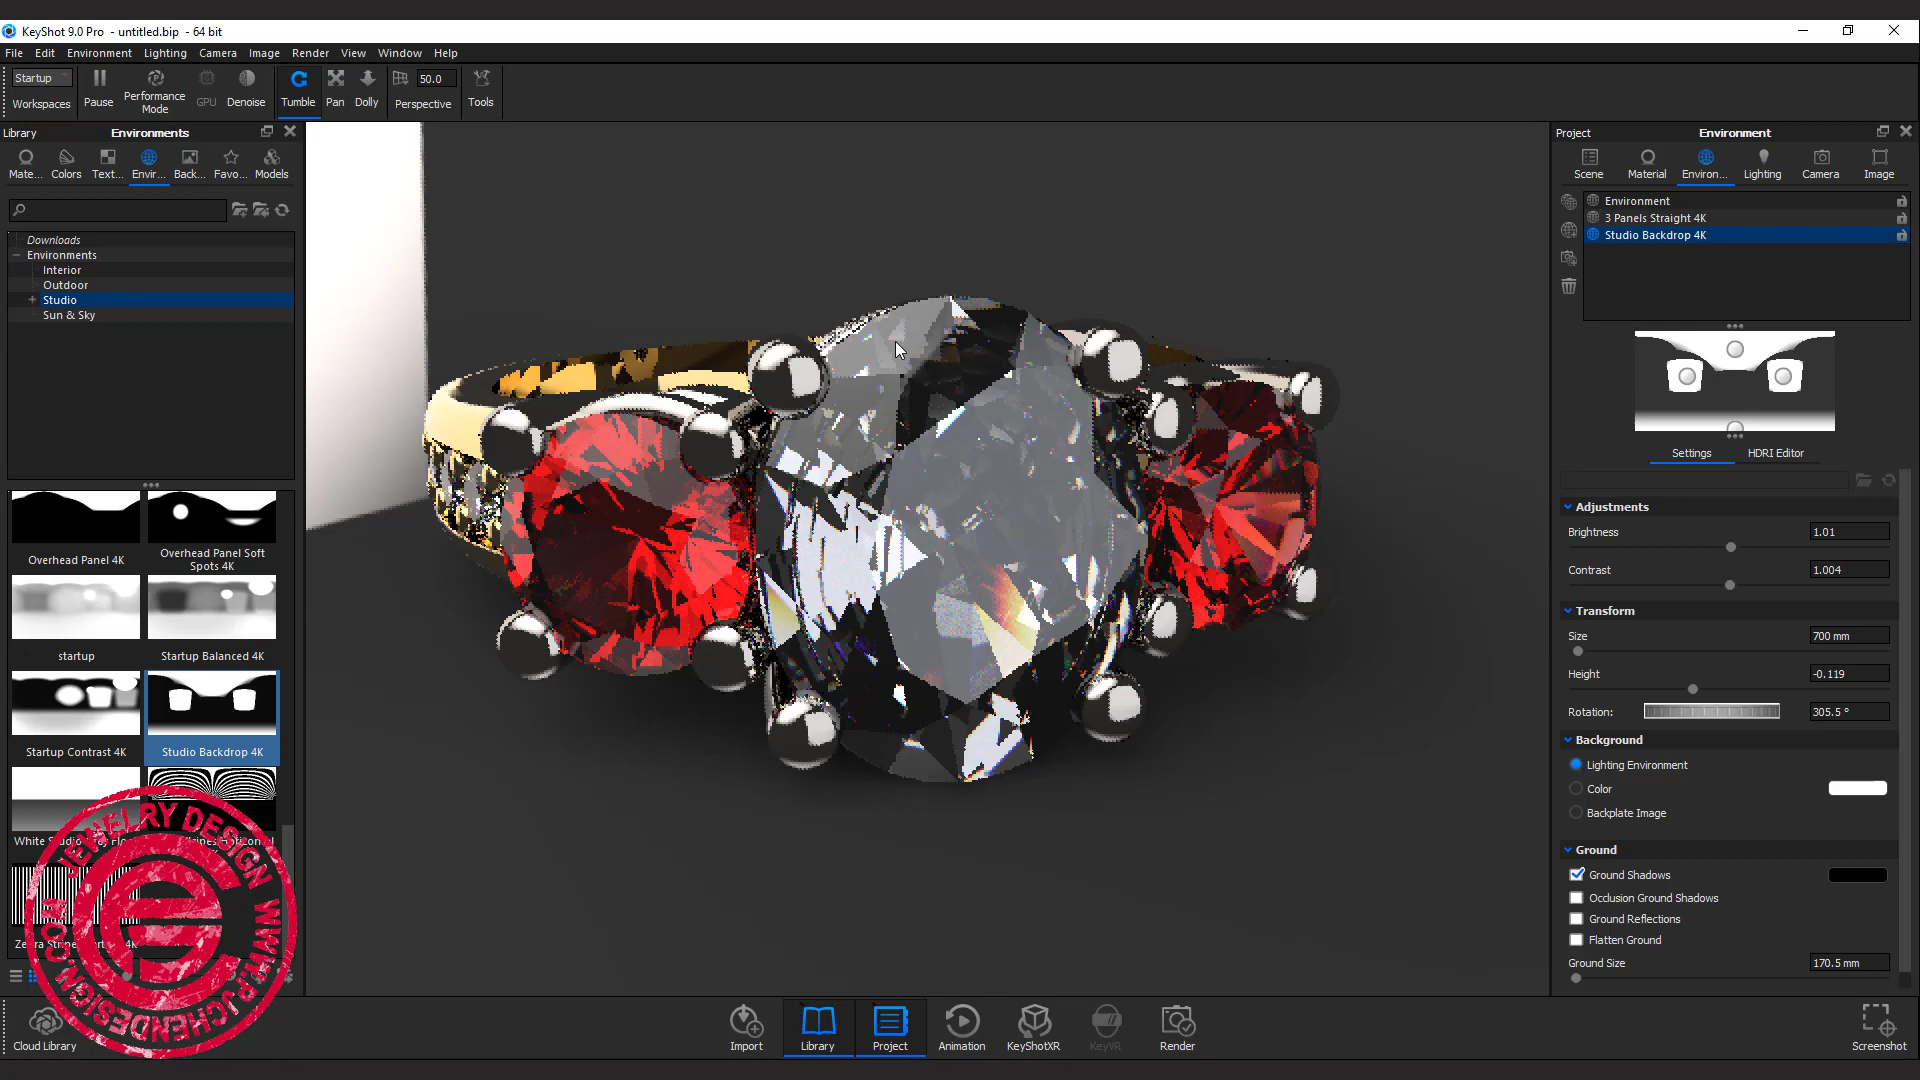 KeyShot 9.0 Pro - untitled.bip - 64 bit
File Edit Environment Lighting Camera Image Render View Window Help
Startup
Workspaces
Pause
Performance
Mode
GPU
Denoise
Tumble
Pan
Dolly
50.0
Perspective
Tools
Library
Environments
Mate...
Colors
Text...
Envir...
Back...
Favo...
Models
Downloads
Environments
Interior
Outdoor
Studio
Sun & Sky
Overhead Panel 4K
Overhead Panel Soft
Spots 4K
startup
Startup Balanced 4K
Startup Contrast 4K
Studio Backdrop 4K
JEWELRY DESIGN WWW.PJCHENDESIGN.COM
Cloud Library
Import
Library
Project
Animation
KeyShotXR
KeyVR
Render
Screenshot
Project
Environment
Scene
Material
Environ...
Lighting
Camera
Image
Environment
3 Panels Straight 4K
Studio Backdrop 4K
Settings
HDRI Editor
Adjustments
Brightness 1.01
Contrast 1.004
Transform
Size 700 mm
Height -0.119
Rotation: 305.5 °
Background
Lighting Environment
Color
Backplate Image
Ground
Ground Shadows
Occlusion Ground Shadows
Ground Reflections
Flatten Ground
Ground Size 170.5 mm